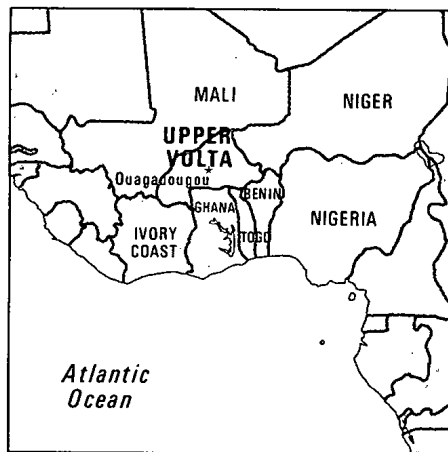 MALI
NIGER
UPPER
VOLTA
Ouagadougou
BENIN
GHANA
NIGERIA
IVORY
COAST
TOGO
Atlantic
Ocean